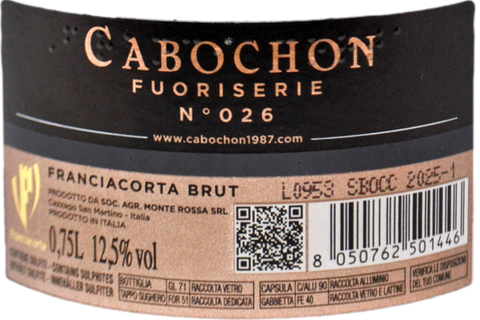 CABOCHON
FUORISERIE
N°026
www.cabochon1987.com
FRANCIACORTA BRUT
L0953 SBOCC 2025-1
PRODOTTO DA SOC. AGR. MONTE ROSSA SRL
Cazzago San Martino - Italia
PRODOTTO IN ITALIA
0,75L 12,5% vol
8 050762 501446
CONTIENE SOLFITI - CONTAINS SULPHITES
SULFITER - INNEHÅLLER SULFITER
BOTTIGLIA GL 71 RACCOLTA VETRO
TAPPO SUGHERO FOR 51 RACCOLTA DEDICATA
CAPSULA C/ALU 90 RACCOLTA ALLUMINIO
GABBIETTA FE 40 RACCOLTA VETRO E LATTINE
VERIFICA LE DISPOSIZIONI
DEL TUO COMUNE